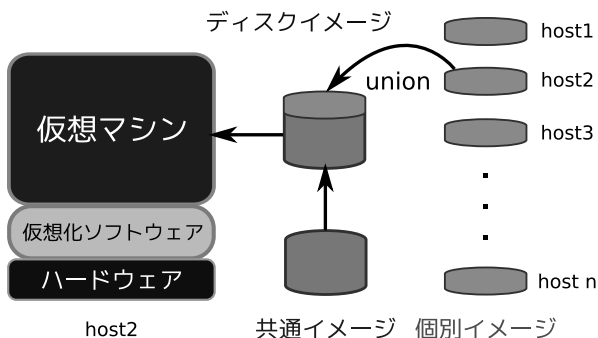 ディスクイメージ
host1
union
host2
仮想マシン
host3
仮想化ソフトウェア
ハードウェア
host n
host2
共通イメージ
個別イメージ